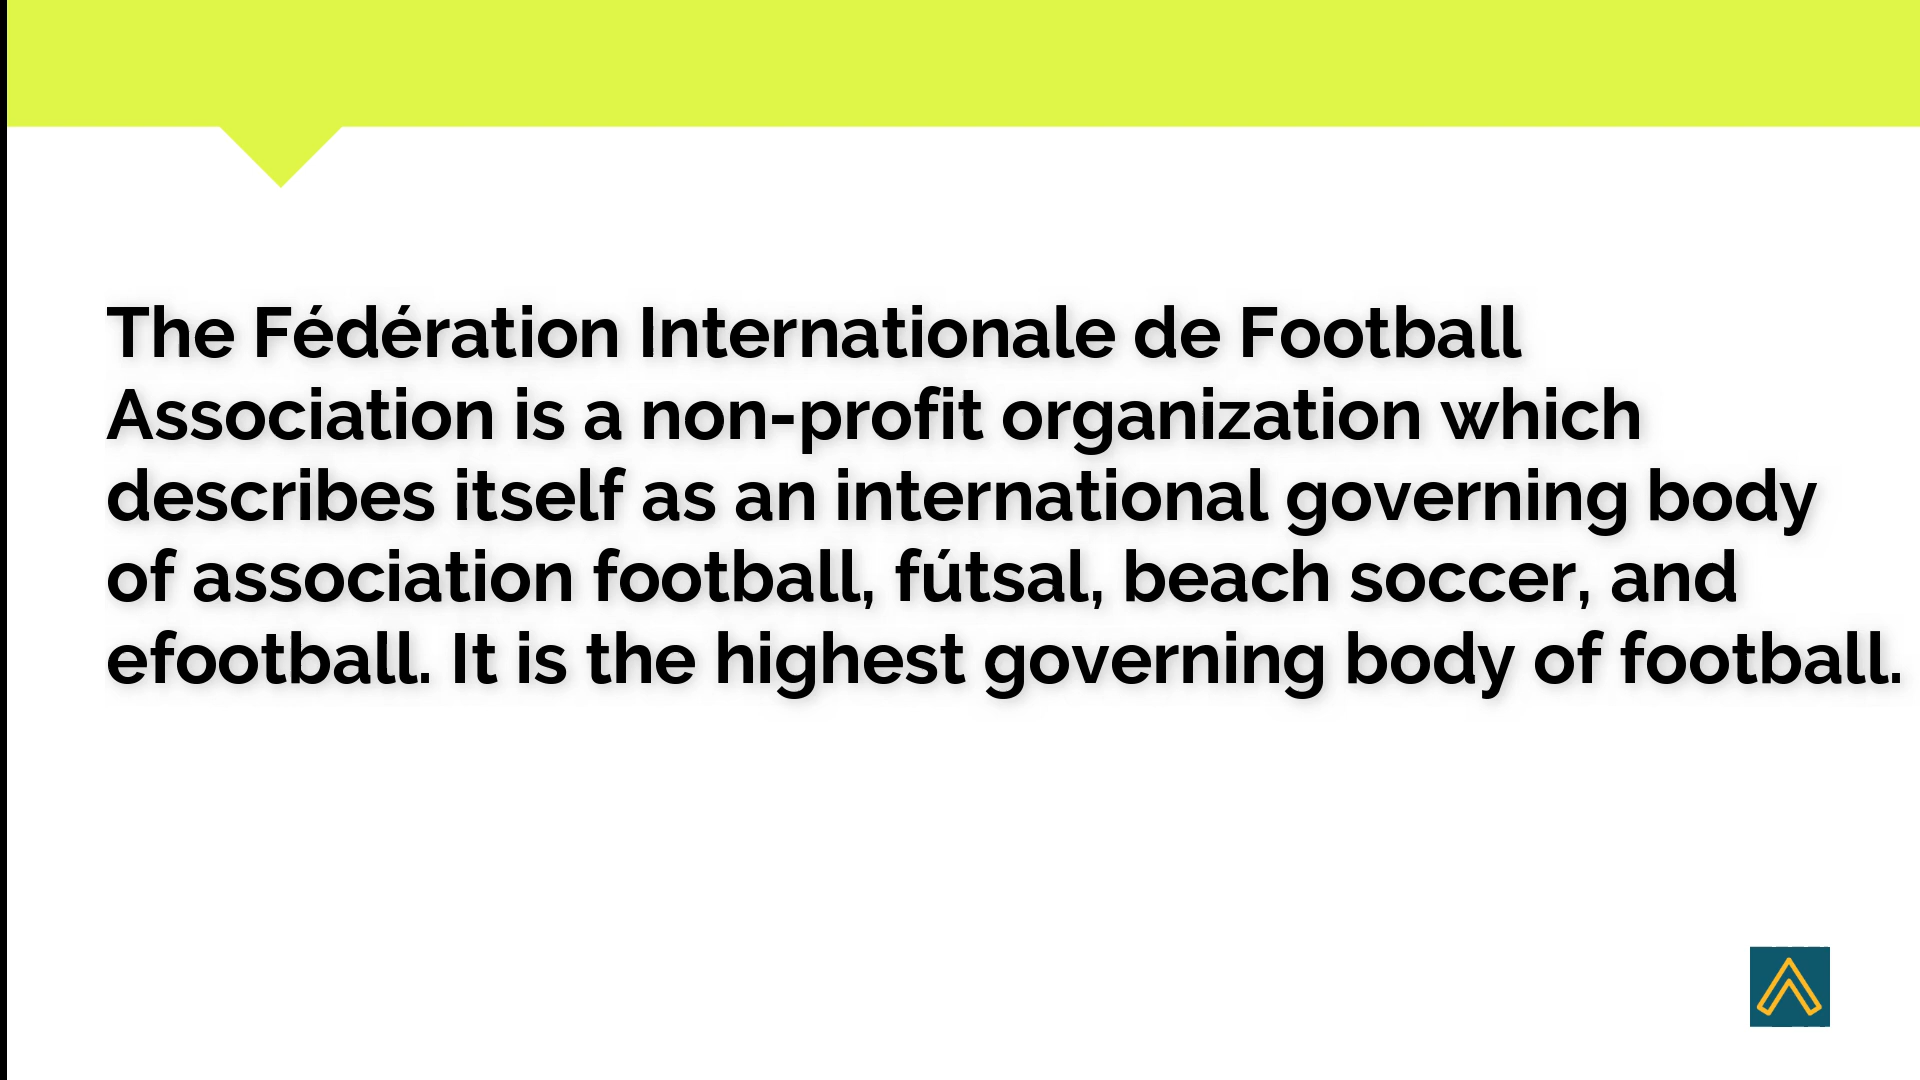 The Fédération Internationale de Football
Association is a non-profit organization which
describes itself as an international governing body
of association football, fútsal, beach soccer, and
efootball. It is the highest governing body of football.